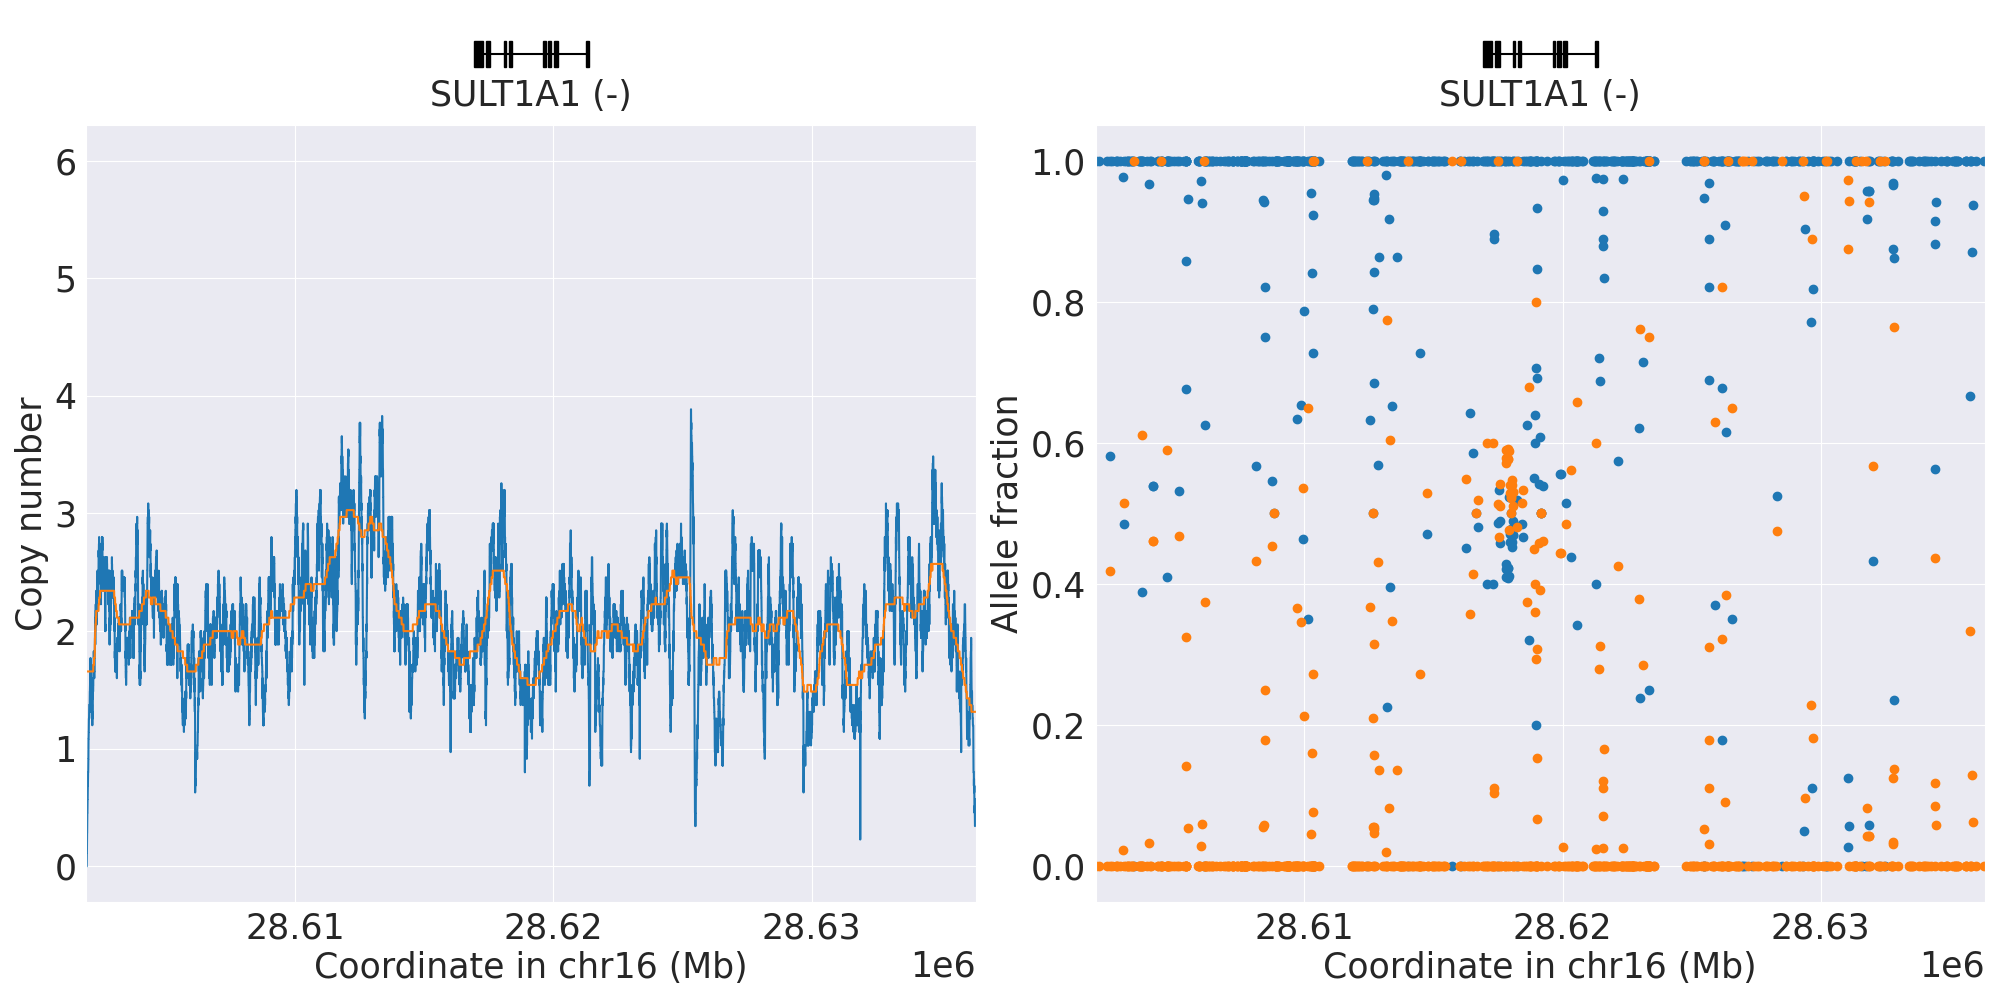 SULT1A1 (-)
6
5
4
3
2
1
0
Copy number
28.61
28.62
28.63
Coordinate in chr16 (Mb)
1e6
SULT1A1 (-)
1.0
0.8
0.6
0.4
0.2
0.0
Allele fraction
28.61
28.62
28.63
Coordinate in chr16 (Mb)
1e6